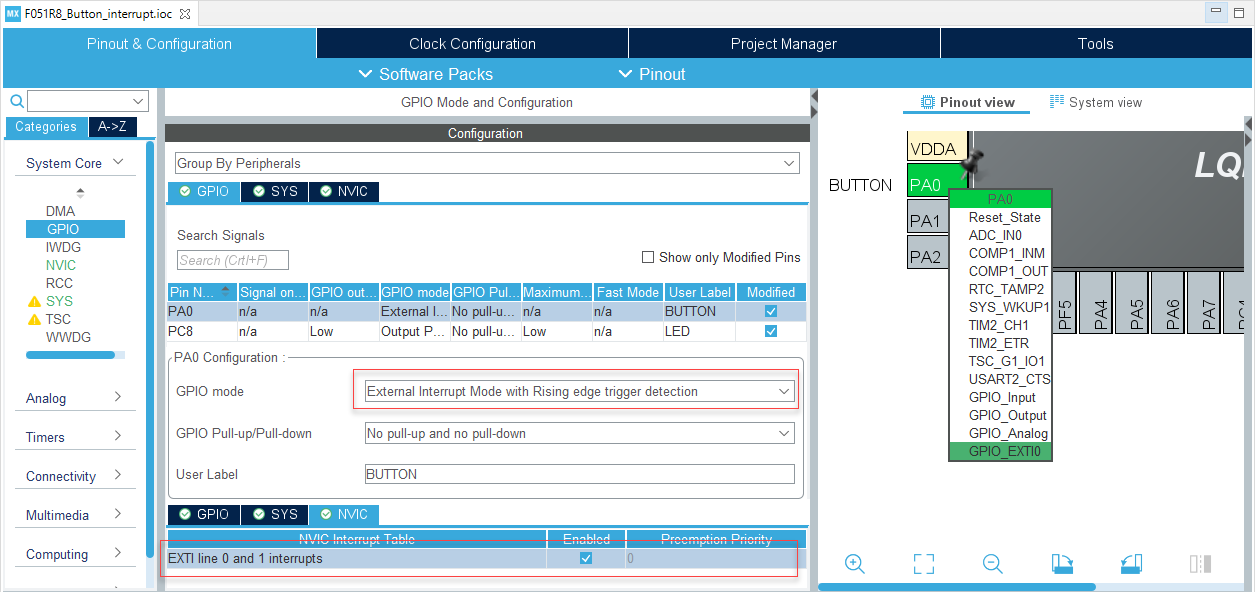 MX F051R8_Button_interrupt.ioc
Pinout & Configuration
Clock Configuration
Project Manager
Tools
Software Packs
Pinout
Categories
A->Z
System Core
DMA
GPIO
IWDG
NVIC
RCC
SYS
TSC
WWDG
Analog
Timers
Connectivity
Multimedia
Computing
GPIO Mode and Configuration
Configuration
Group By Peripherals
GPIO SYS NVIC
Search Signals
Search (Crtl+F)
Show only Modified Pins
Pin N... Signal on... GPIO out... GPIO mode GPIO Pul... Maximum... Fast Mode User Label Modified
PA0 n/a n/a External I... No pull-u... n/a n/a BUTTON
PC8 n/a Low Output P... No pull-u... Low n/a LED
PA0 Configuration :
GPIO mode External Interrupt Mode with Rising edge trigger detection
GPIO Pull-up/Pull-down No pull-up and no pull-down
User Label BUTTON
GPIO SYS NVIC
NVIC Interrupt Table Enabled Preemption Priority
EXTI line 0 and 1 interrupts 0
Pinout view
System view
VDDA
BUTTON PA0
PA1
PA2
PA0
Reset_State
ADC_IN0
COMP1_INM
COMP1_OUT
RTC_TAMP2
SYS_WKUP1
TIM2_CH1
TIM2_ETR
TSC_G1_IO1
USART2_CTS
GPIO_Input
GPIO_Output
GPIO_Analog
GPIO_EXTI0
PF5
PA4
PA5
PA6
PA7